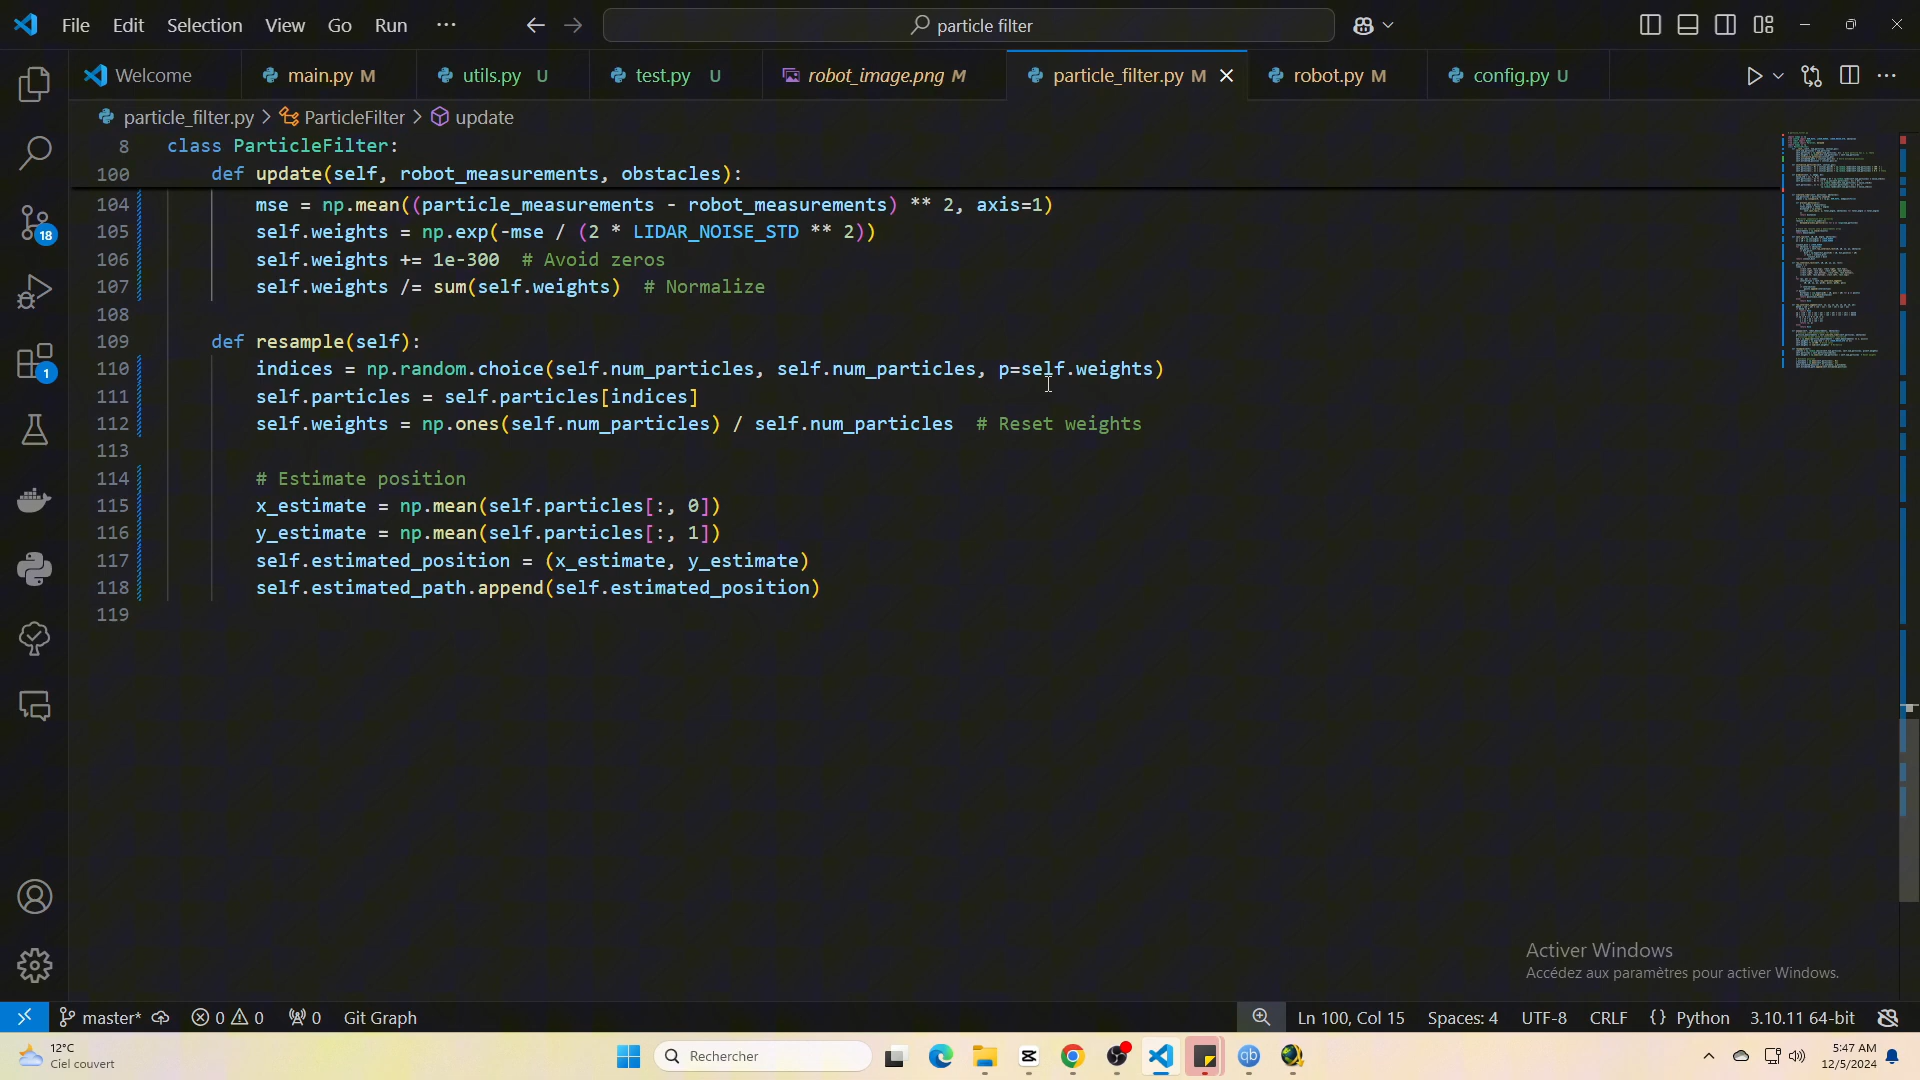 File Edit Selection View Go Run ···
particle filter
Welcome main.py M utils.py U test.py U robot_image.png M particle_filter.py M robot.py M config.py U
particle_filter.py > ParticleFilter > update
8 class ParticleFilter:
100 def update(self, robot_measurements, obstacles):
104 mse = np.mean((particle_measurements - robot_measurements) ** 2, axis=1)
105 self.weights = np.exp(-mse / (2 * LIDAR_NOISE_STD ** 2))
106 self.weights += 1e-300 # Avoid zeros
107 self.weights /= sum(self.weights) # Normalize
108
109 def resample(self):
110 indices = np.random.choice(self.num_particles, self.num_particles, p=self.weights)
111 self.particles = self.particles[indices]
112 self.weights = np.ones(self.num_particles) / self.num_particles # Reset weights
113
114 # Estimate position
115 x_estimate = np.mean(self.particles[:, 0])
116 y_estimate = np.mean(self.particles[:, 1])
117 self.estimated_position = (x_estimate, y_estimate)
118 self.estimated_path.append(self.estimated_position)
119
18
1
Activer Windows
Accédez aux paramètres pour activer Windows.
master* 0 0 0 Git Graph Ln 100, Col 15 Spaces: 4 UTF-8 CRLF {} Python 3.10.11 64-bit
12°C
Ciel couvert
Rechercher
qb
5:47 AM
12/5/2024